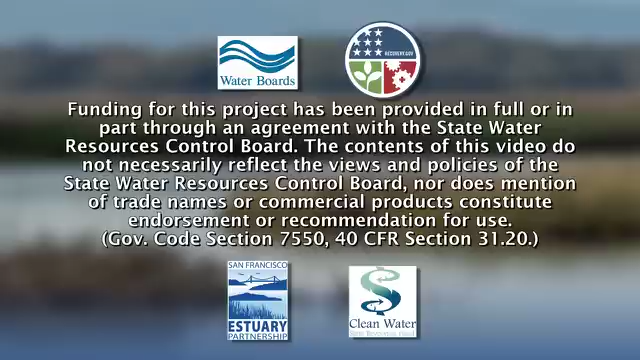 Water Boards
RECOVERY.GOV
Funding for this project has been provided in full or in
part through an agreement with the State Water
Resources Control Board. The contents of this video do
not necessarily reflect the views and policies of the
State Water Resources Control Board, nor does mention
of trade names or commercial products constitute
endorsement or recommendation for use.
(Gov. Code Section 7550, 40 CFR Section 31.20.)
SAN FRANCISCO
ESTUARY
PARTNERSHIP
Clean Water